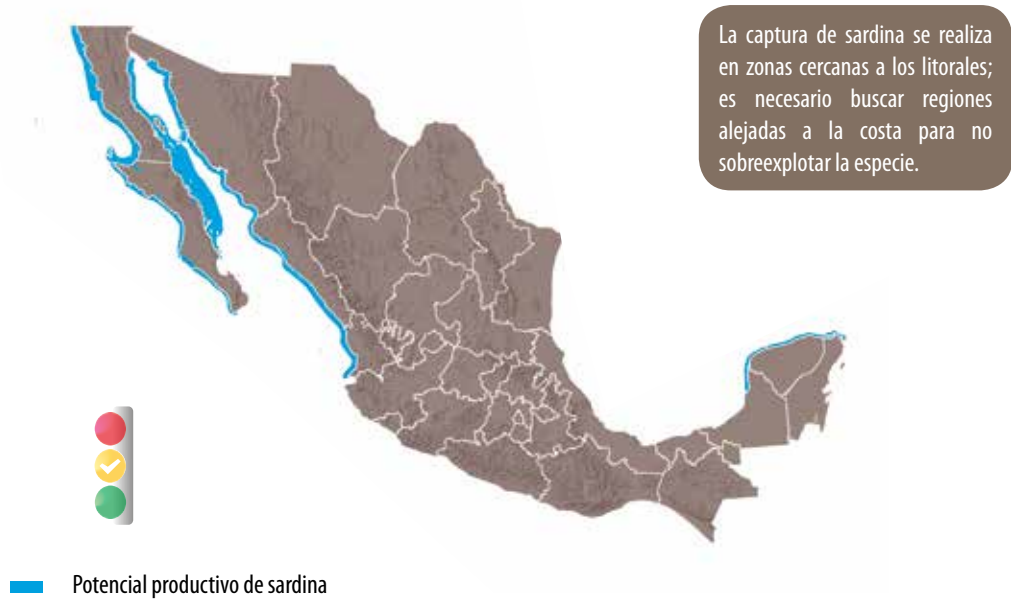 La captura de sardina se realiza
en zonas cercanas a los litorales;
es necesario buscar regiones
alejadas a la costa para no
sobreexplotar la especie.
Potencial productivo de sardina